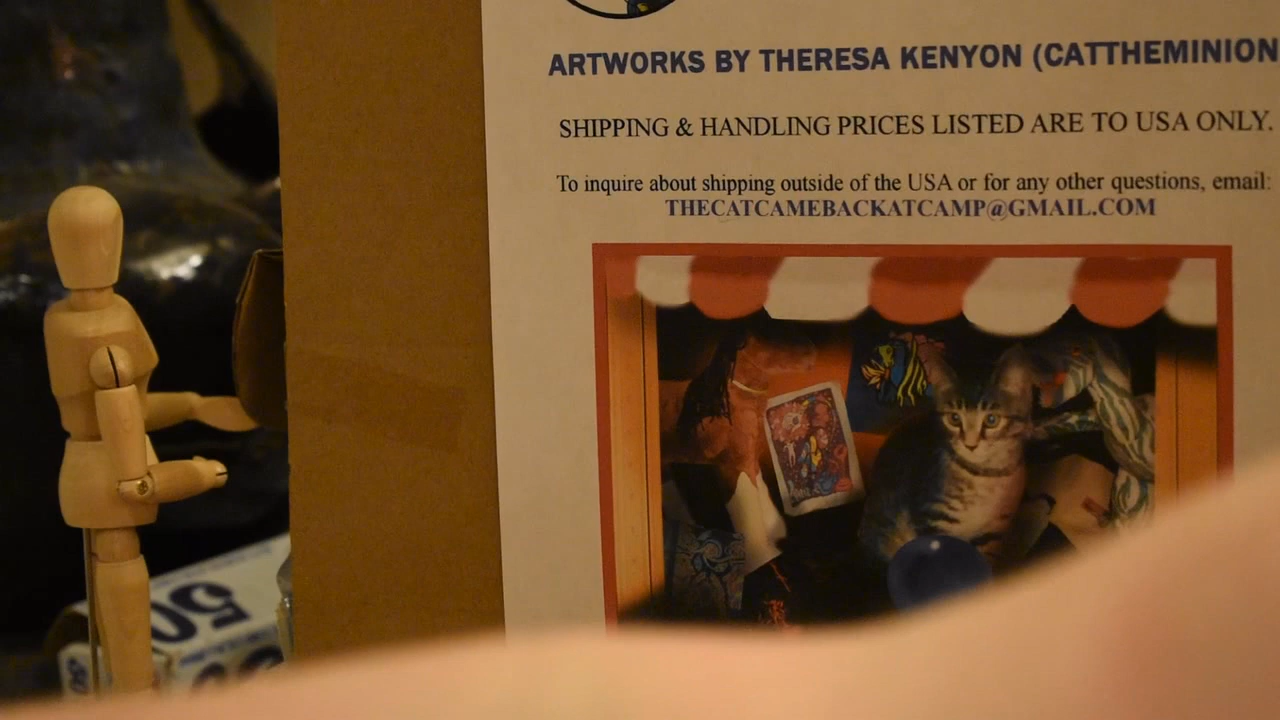 ARTWORKS BY THERESA KENYON (CATTHEMINION
SHIPPING & HANDLING PRICES LISTED ARE TO USA ONLY.
To inquire about shipping outside of the USA or for any other questions, email:
THECATCAMEBACKATCAMP@GMAIL.COM
50